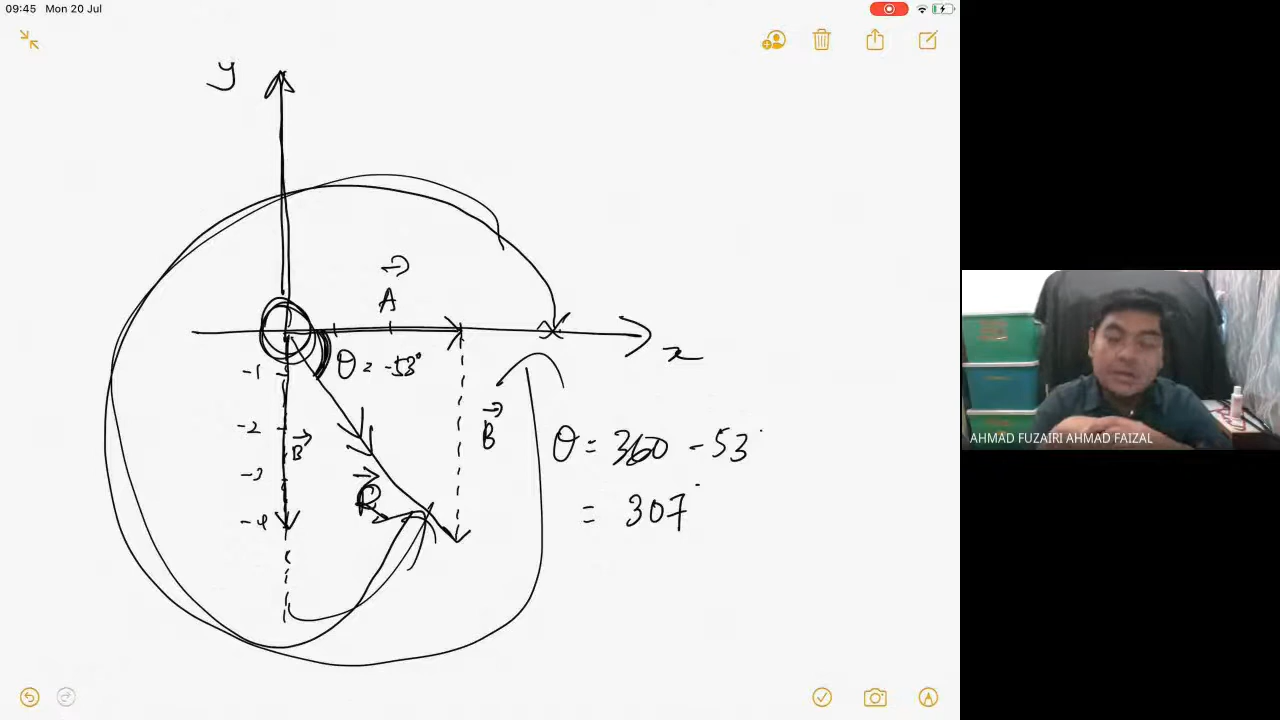 09:45 Mon 20 Jul
y
A
x
θ = -53°
-1
-2
B
B
-3
R
-4
θ = 360 - 53°
= 307°
AHMAD FUZAIRI AHMAD FAIZAL